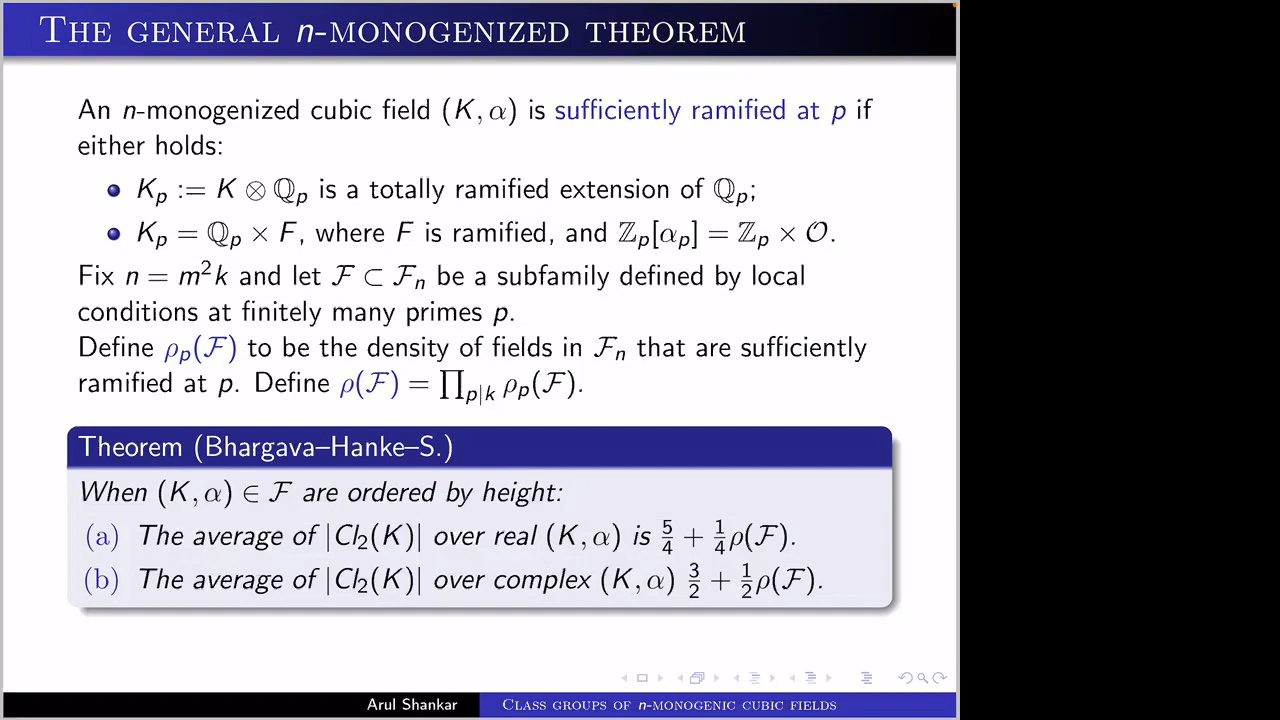 The general n-monogenized theorem
An n-monogenized cubic field (K, α) is sufficiently ramified at p if
either holds:
K_p := K ⊗ ℚ_p is a totally ramified extension of ℚ_p;
K_p = ℚ_p × F, where F is ramified, and ℤ_p[α_p] = ℤ_p × 𝒪.
Fix n = m²k and let ℱ ⊂ ℱ_n be a subfamily defined by local
conditions at finitely many primes p.
Define ρ_p(ℱ) to be the density of fields in ℱ_n that are sufficiently
ramified at p. Define ρ(ℱ) = ∏_{p|k} ρ_p(ℱ).
Theorem (Bhargava–Hanke–S.)
When (K, α) ∈ ℱ are ordered by height:
(a) The average of |Cl₂(K)| over real (K, α) is 5/4 + 1/4 ρ(ℱ).
(b) The average of |Cl₂(K)| over complex (K, α) 3/2 + 1/2 ρ(ℱ).
Arul Shankar
Class groups of n-monogenic cubic fields